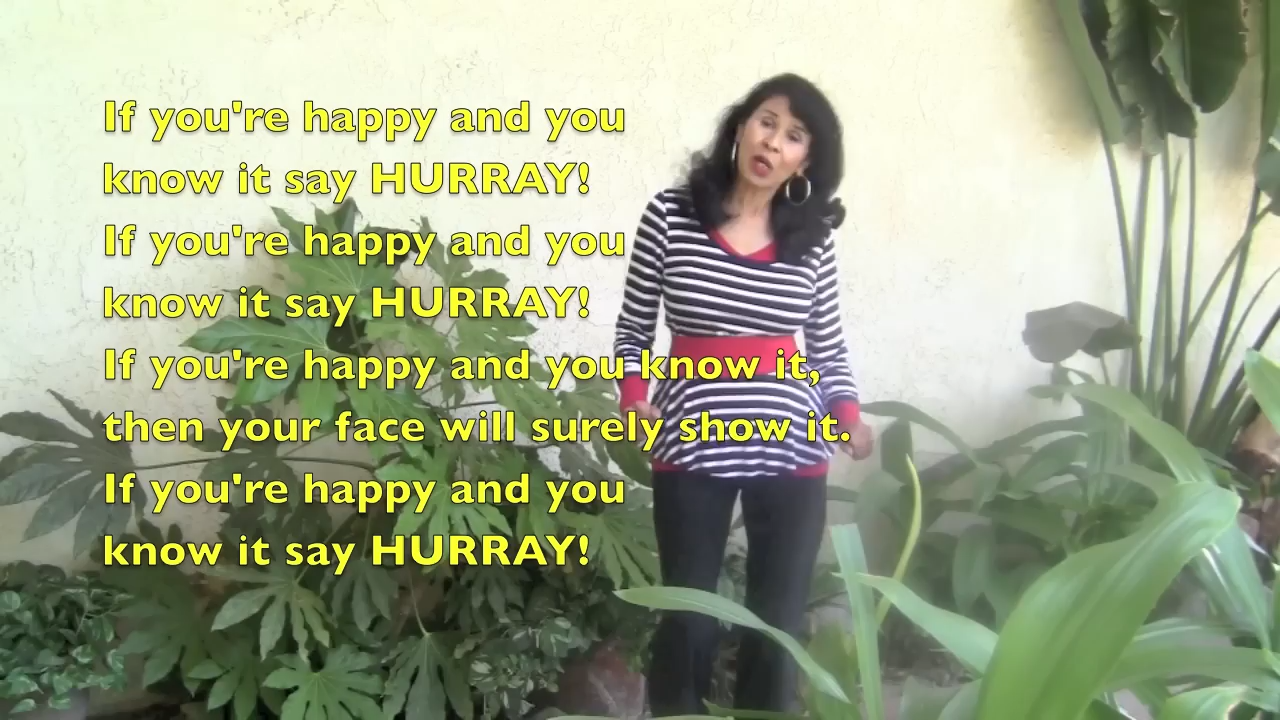 If you're happy and you
know it say HURRAY!
If you're happy and you
know it say HURRAY!
If you're happy and you know it,
then your face will surely show it.
If you're happy and you
know it say HURRAY!